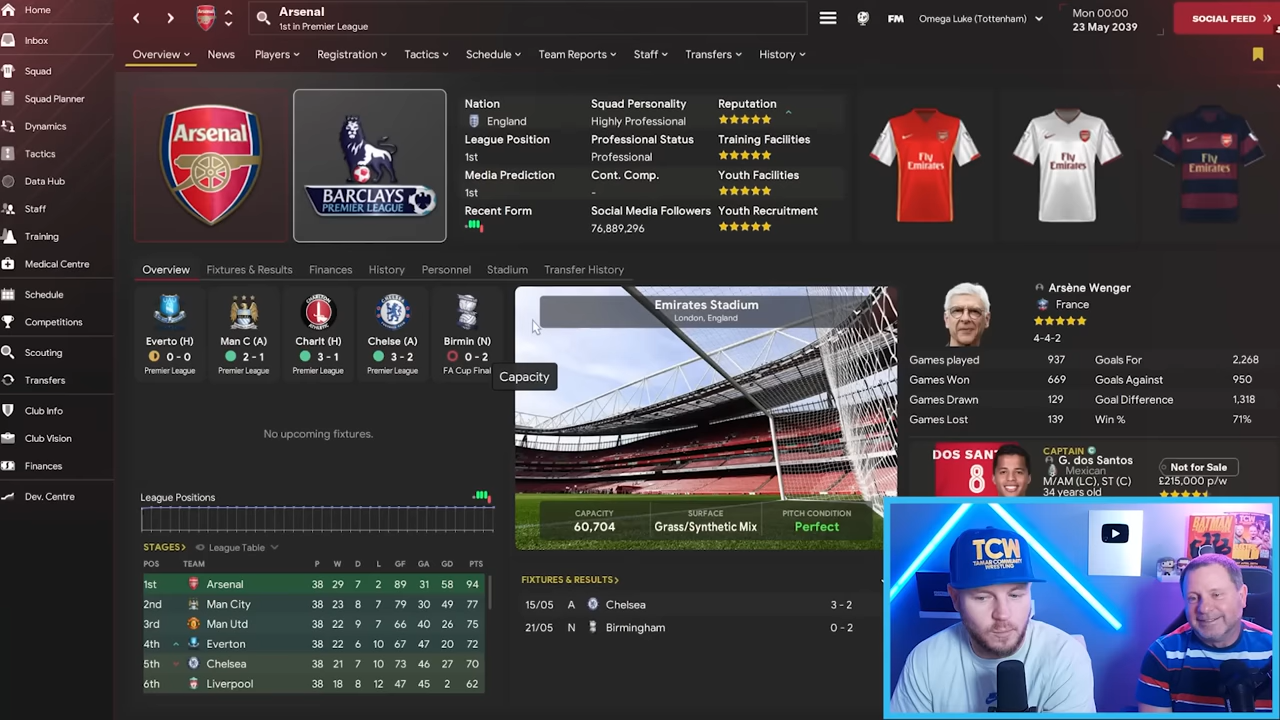 Home
Inbox
Squad
Squad Planner
Dynamics
Tactics
Data Hub
Staff
Training
Medical Centre
Schedule
Competitions
Scouting
Transfers
Club Info
Club Vision
Finances
Dev. Centre
Arsenal
1st in Premier League
FM
Omega Luke (Tottenham)
Mon 00:00
23 May 2039
SOCIAL FEED
Overview
News
Players
Registration
Tactics
Schedule
Team Reports
Staff
Transfers
History
Arsenal
BARCLAYS
PREMIER LEAGUE
Nation
England
League Position
1st
Media Prediction
1st
Recent Form
Squad Personality
Highly Professional
Professional Status
Professional
Cont. Comp.
-
Social Media Followers
76,889,296
Reputation
Training Facilities
Youth Facilities
Youth Recruitment
Fly Emirates
Fly Emirates
Fly Emirates
Overview
Fixtures & Results
Finances
History
Personnel
Stadium
Transfer History
Everto (H)
0 - 0
Premier League
Man C (A)
2 - 1
Premier League
Charlt (H)
3 - 1
Premier League
Chelse (A)
3 - 2
Premier League
Birmin (N)
0 - 2
FA Cup Final
Capacity
No upcoming fixtures.
Emirates Stadium
London, England
CAPACITY
60,704
SURFACE
Grass/Synthetic Mix
PITCH CONDITION
Perfect
Arsène Wenger
France
4-4-2
Games played 937 Goals For 2,268
Games Won 669 Goals Against 950
Games Drawn 129 Goal Difference 1,318
Games Lost 139 Win % 71%
DOS SAN
8
CAPTAIN C
G. dos Santos
Mexican
M/AM (LC), ST (C)
34 years old
Not for Sale
£215,000 p/w
League Positions
STAGES> League Table
POS TEAM P W D L GF GA GD PTS
1st Arsenal 38 29 7 2 89 31 58 94
2nd Man City 38 23 8 7 79 30 49 77
3rd Man Utd 38 22 9 7 66 40 26 75
4th Everton 38 22 6 10 67 47 20 72
5th Chelsea 38 21 7 10 73 46 27 70
6th Liverpool 38 18 8 12 47 45 2 62
FIXTURES & RESULTS>
15/05 A Chelsea 3 - 2
21/05 N Birmingham 0 - 2
TCW
TAMAR COMMUNITY
WRESTLING
BATMAN
TCW